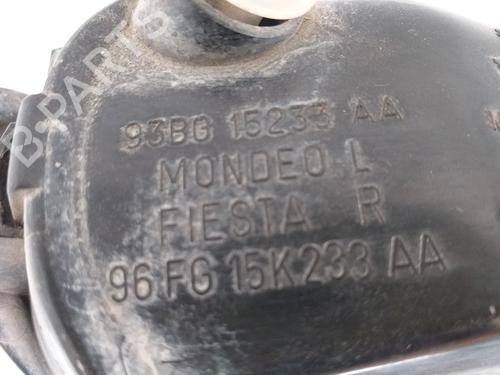 B-PARTS
93BG 15233 AA
MONDEO L
FIESTA R
96FG 15K233 AA